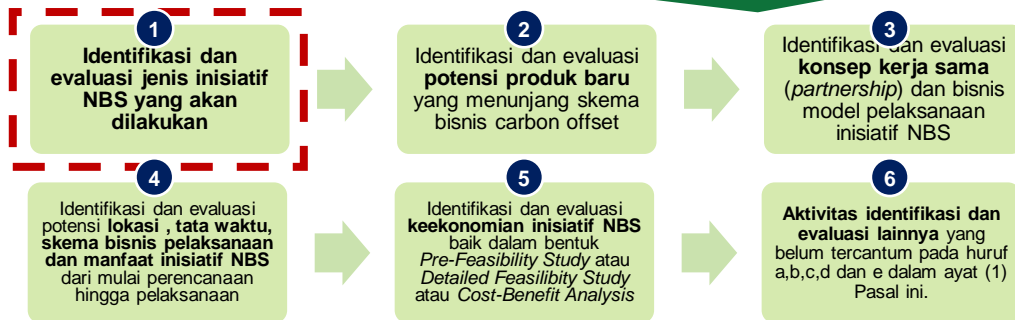 1
Identifikasi dan
evaluasi jenis inisiatif
NBS yang akan
dilakukan
2
Identifikasi dan evaluasi
potensi produk baru
yang menunjang skema
bisnis carbon offset
3
Identifikasi dan evaluasi
konsep kerja sama
(partnership) dan bisnis
model pelaksanaan
inisiatif NBS
4
Identifikasi dan evaluasi
potensi lokasi , tata waktu,
skema bisnis pelaksanaan
dan manfaat inisiatif NBS
dari mulai perencanaan
hingga pelaksanaan
5
Identifikasi dan evaluasi
keekonomian inisiatif NBS
baik dalam bentuk
Pre-Feasibility Study atau
Detailed Feasilibity Study
atau Cost-Benefit Analysis
6
Aktivitas identifikasi dan
evaluasi lainnya yang
belum tercantum pada huruf
a,b,c,d dan e dalam ayat (1)
Pasal ini.